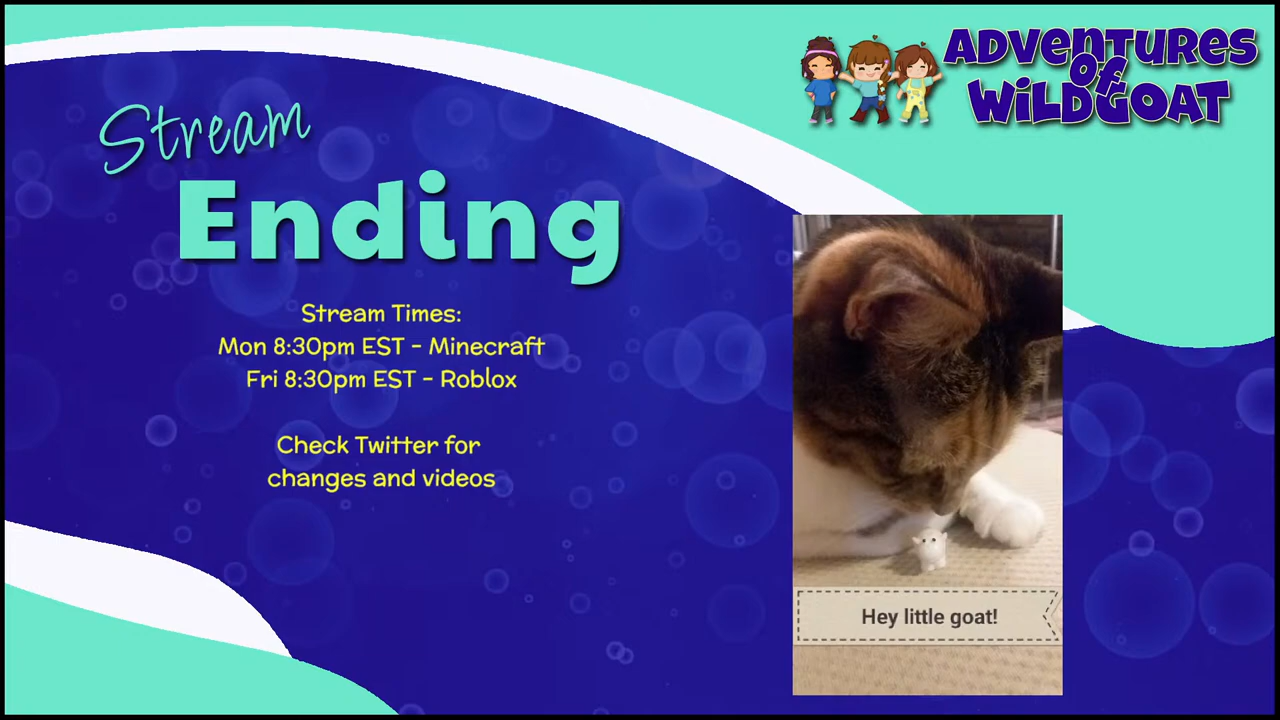 ADVENTURES
OF
WILDGOAT
Stream
Ending
Stream Times:
Mon 8:30pm EST - Minecraft
Fri 8:30pm EST - Roblox
Check Twitter for
changes and videos
Hey little goat!